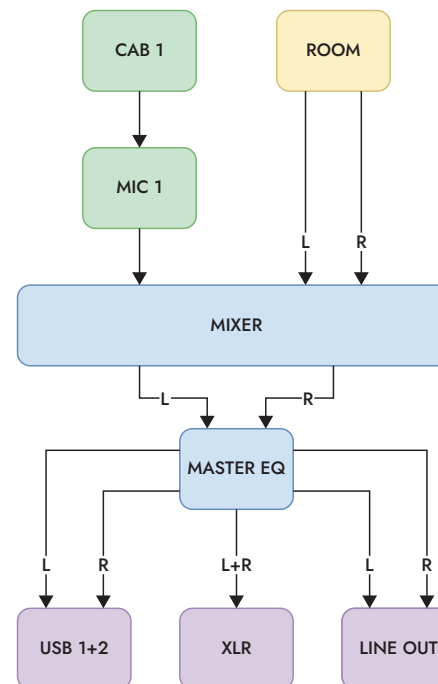 CAB 1
ROOM
MIC 1
L
R
MIXER
L
R
MASTER EQ
L
R
L+R
L
R
USB 1+2
XLR
LINE OUT